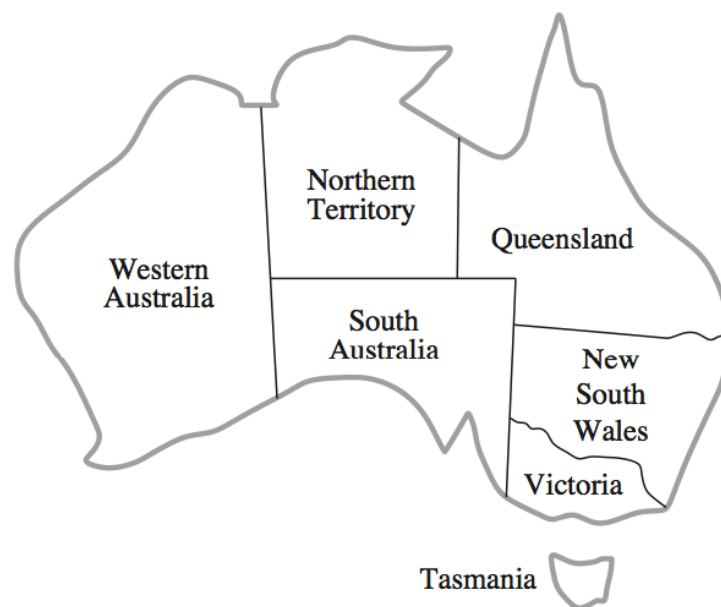 Northern
Territory
Queensland
Western
Australia
South
Australia
New
South
Wales
Victoria
Tasmania